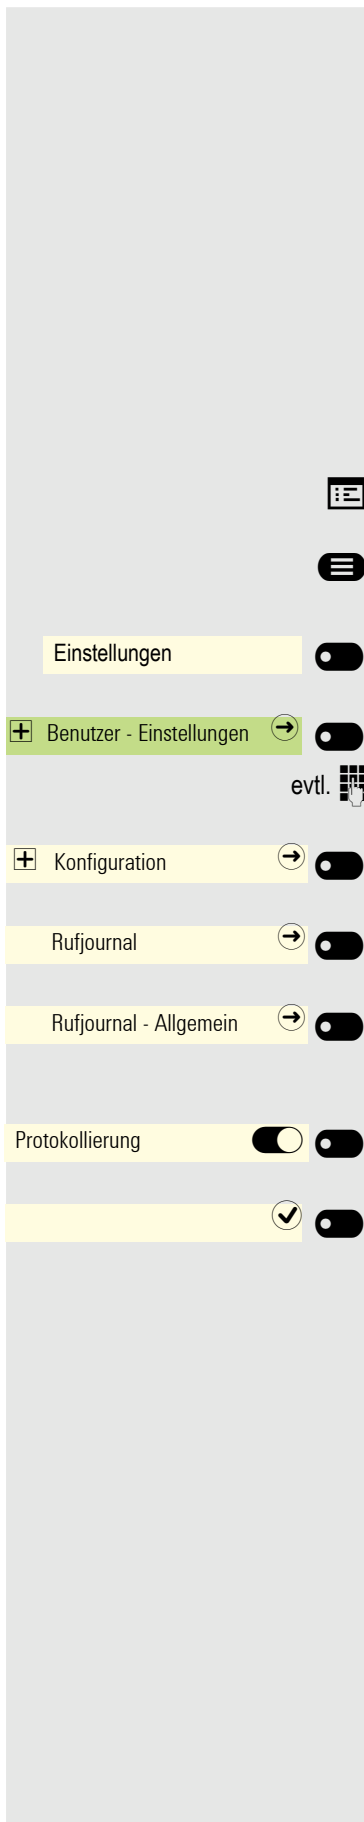 Einstellungen
Benutzer - Einstellungen
evtl.
Konfiguration
Rufjournal
Rufjournal - Allgemein
Protokollierung